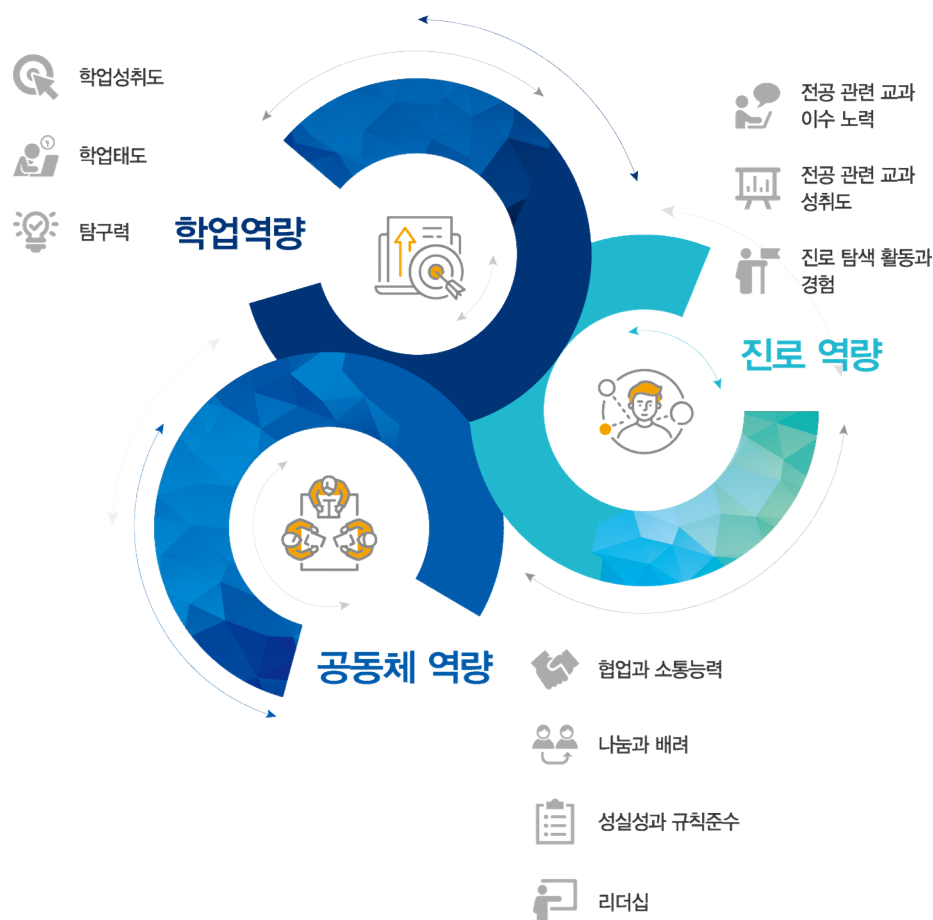 학업성취도
학업태도
탐구력
학업역량
전공 관련 교과
이수 노력
전공 관련 교과
성취도
진로 탐색 활동과
경험
진로 역량
공동체 역량
협업과 소통능력
나눔과 배려
성실성과 규칙준수
리더십